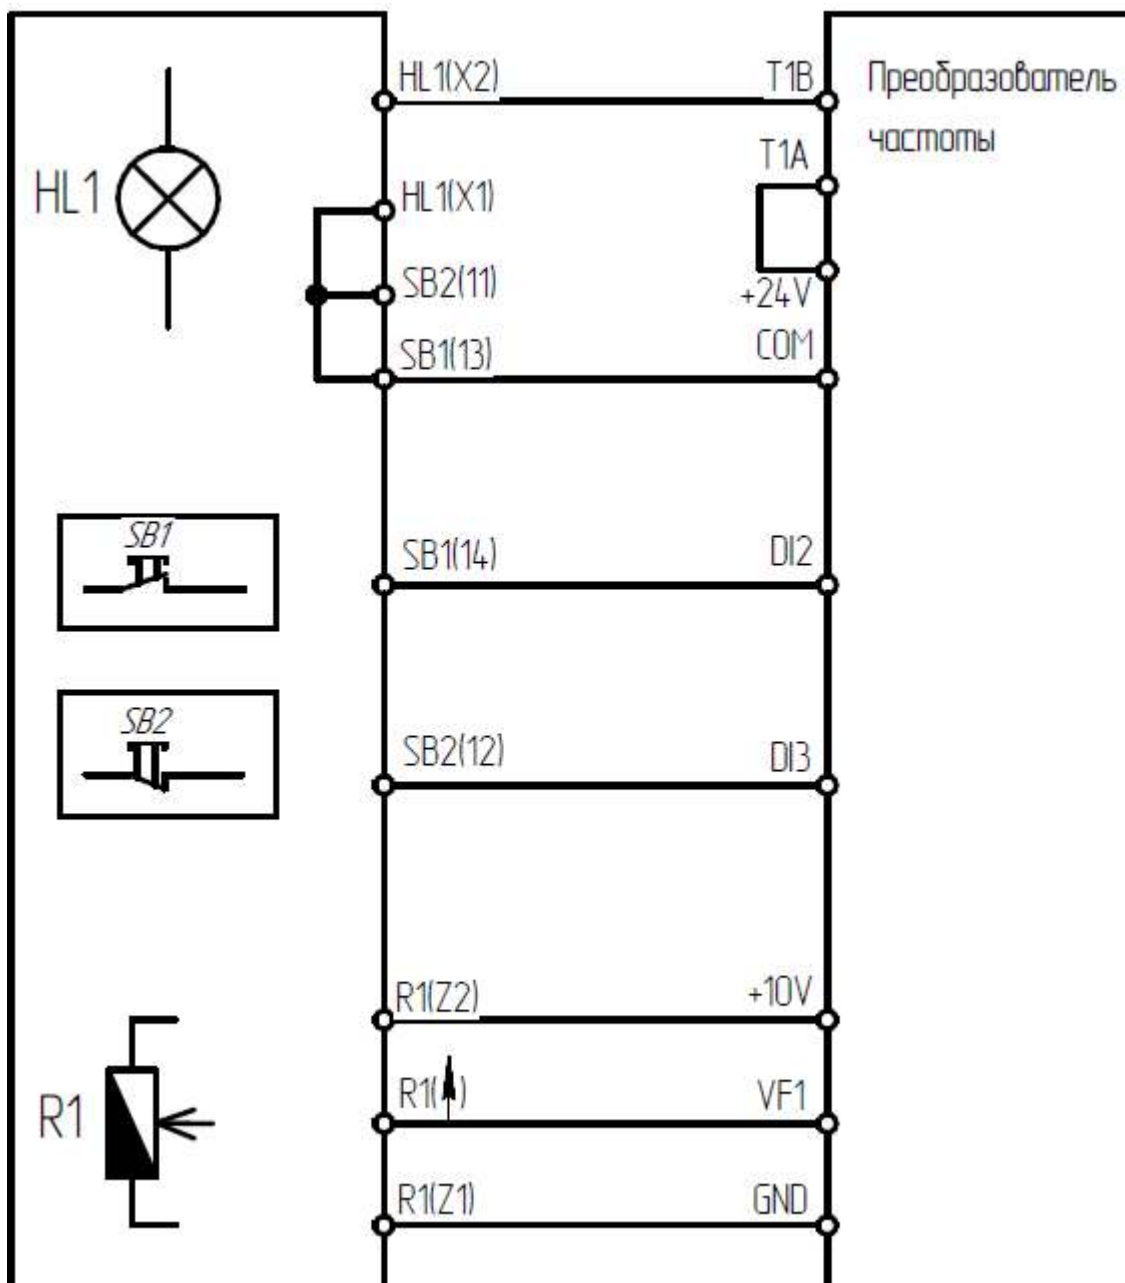 HL1(X2)
T1B
Преобразователь
частоты
T1A
HL1
HL1(X1)
SB2(11)
+24V
SB1(13)
COM
SB1
SB1(14)
DI2
SB2
SB2(12)
DI3
R1(Z2)
+10V
R1( )
VF1
R1
R1(Z1)
GND